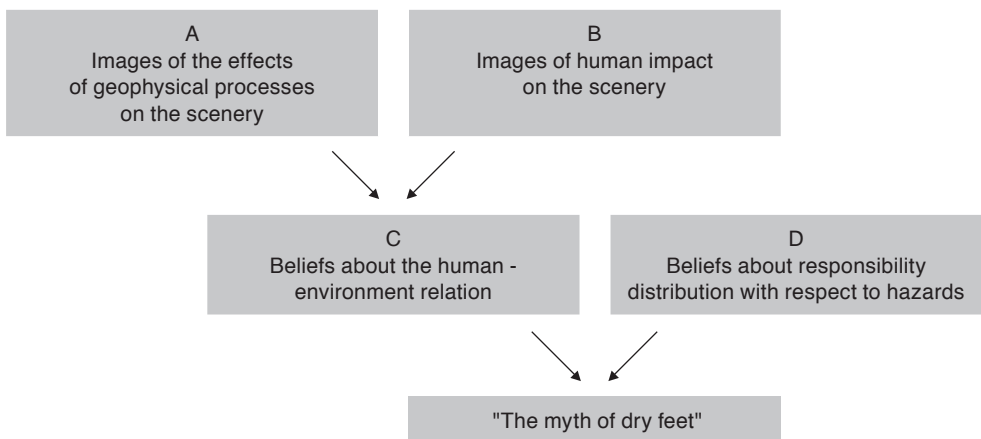 A
Images of the effects
of geophysical processes
on the scenery
B
Images of human impact
on the scenery
C
Beliefs about the human -
environment relation
D
Beliefs about responsibility
distribution with respect to hazards
"The myth of dry feet"